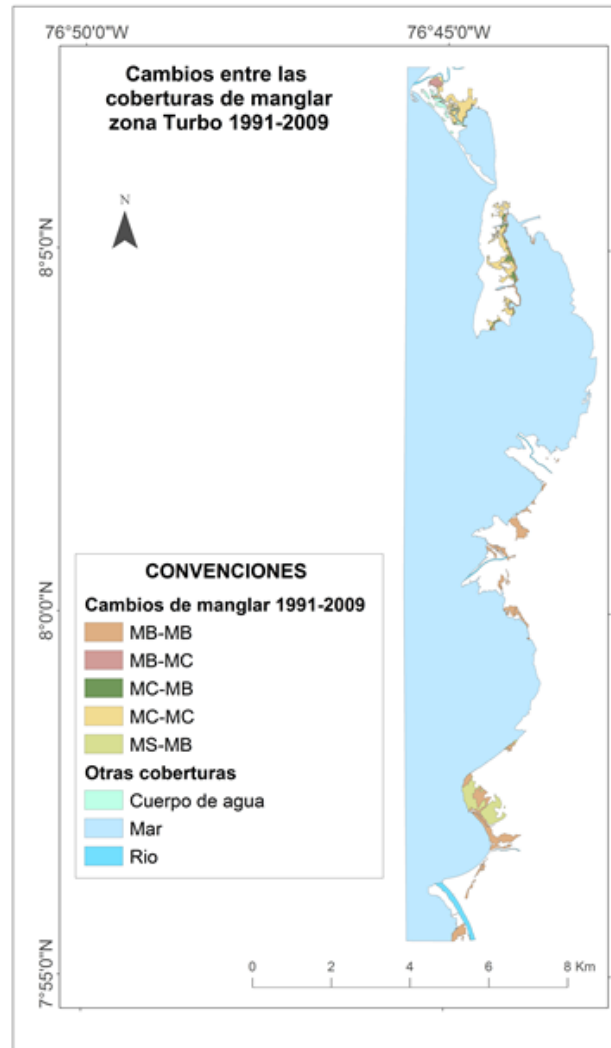 76°50'0"W
76°45'0"W
Cambios entre las
coberturas de manglar
zona Turbo 1991-2009
N
8°5'0"N
8°0'0"N
7°55'0"N
CONVENCIONES
Cambios de manglar 1991-2009
MB-MB
MB-MC
MC-MB
MC-MC
MS-MB
Otras coberturas
Cuerpo de agua
Mar
Rio
0 2 4 6 8 Km